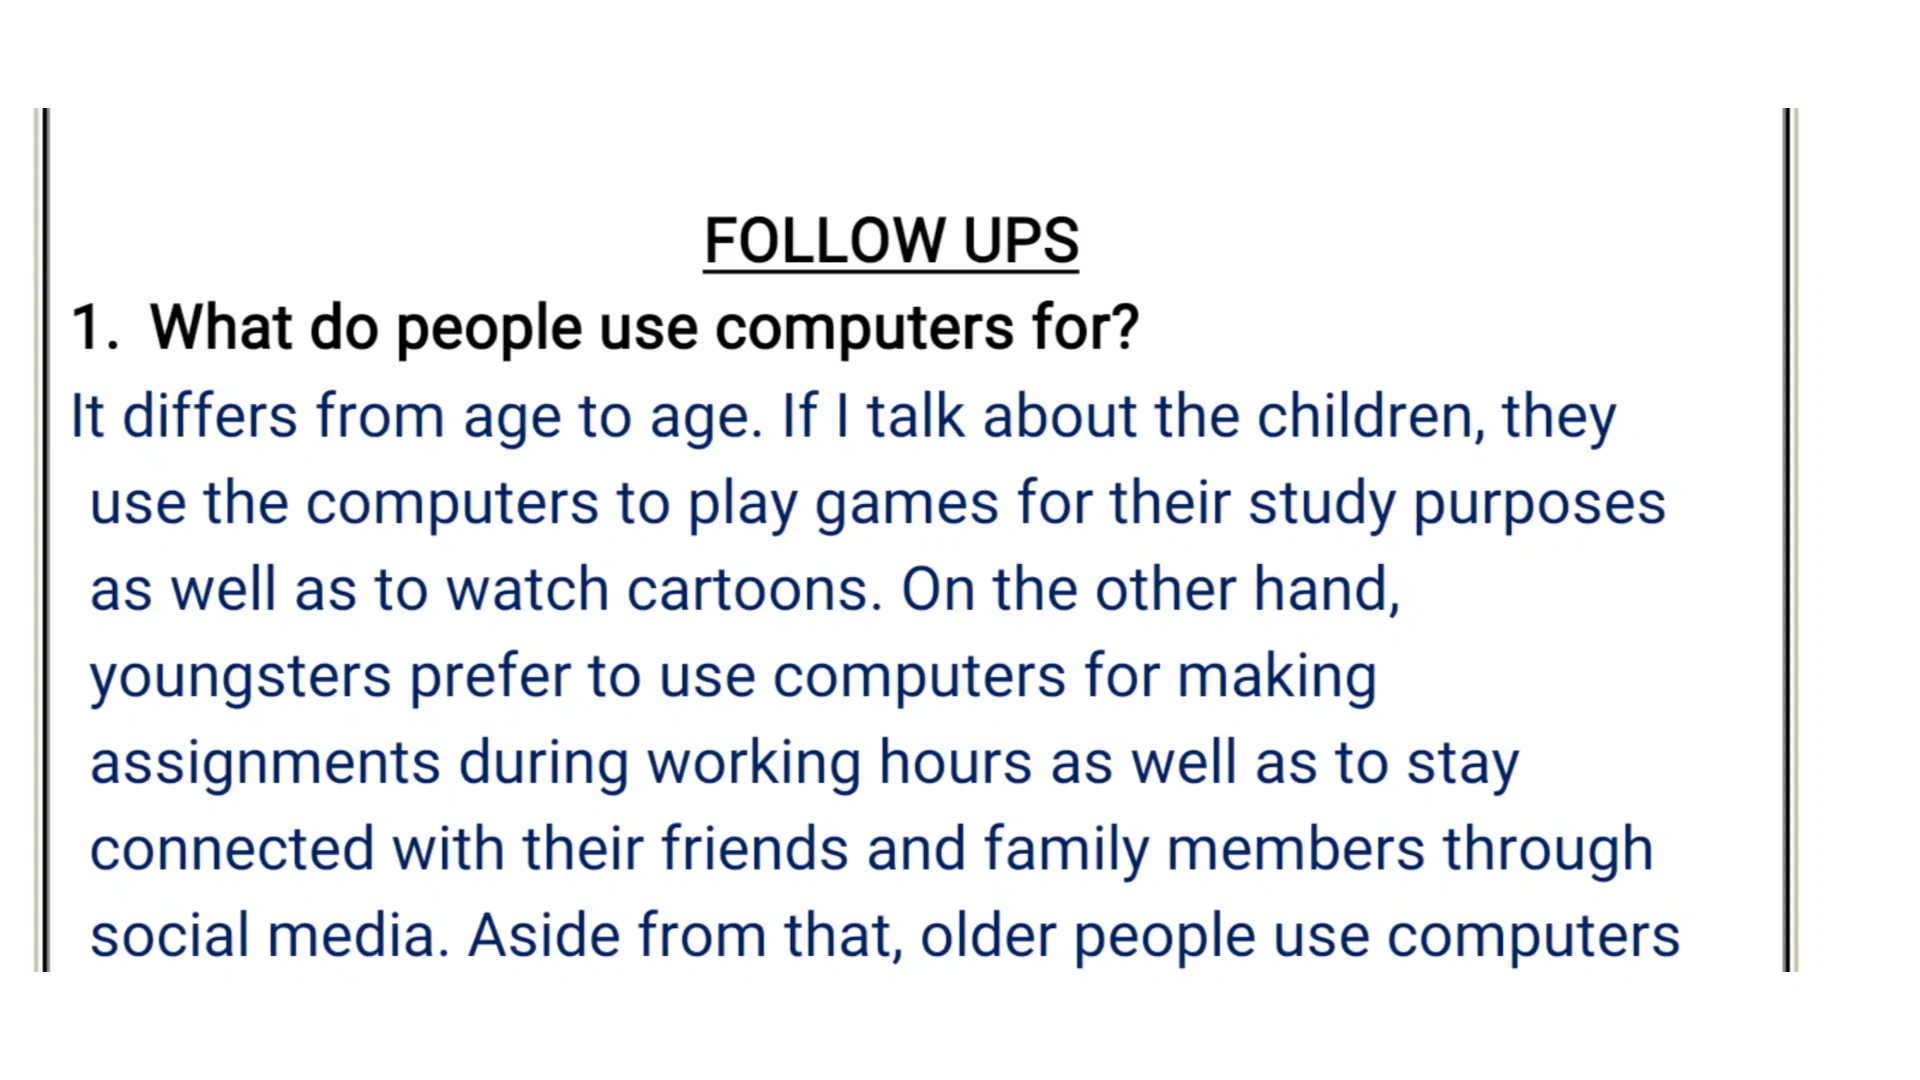 FOLLOW UPS
1. What do people use computers for?
It differs from age to age. If I talk about the children, they
use the computers to play games for their study purposes
as well as to watch cartoons. On the other hand,
youngsters prefer to use computers for making
assignments during working hours as well as to stay
connected with their friends and family members through
social media. Aside from that, older people use computers